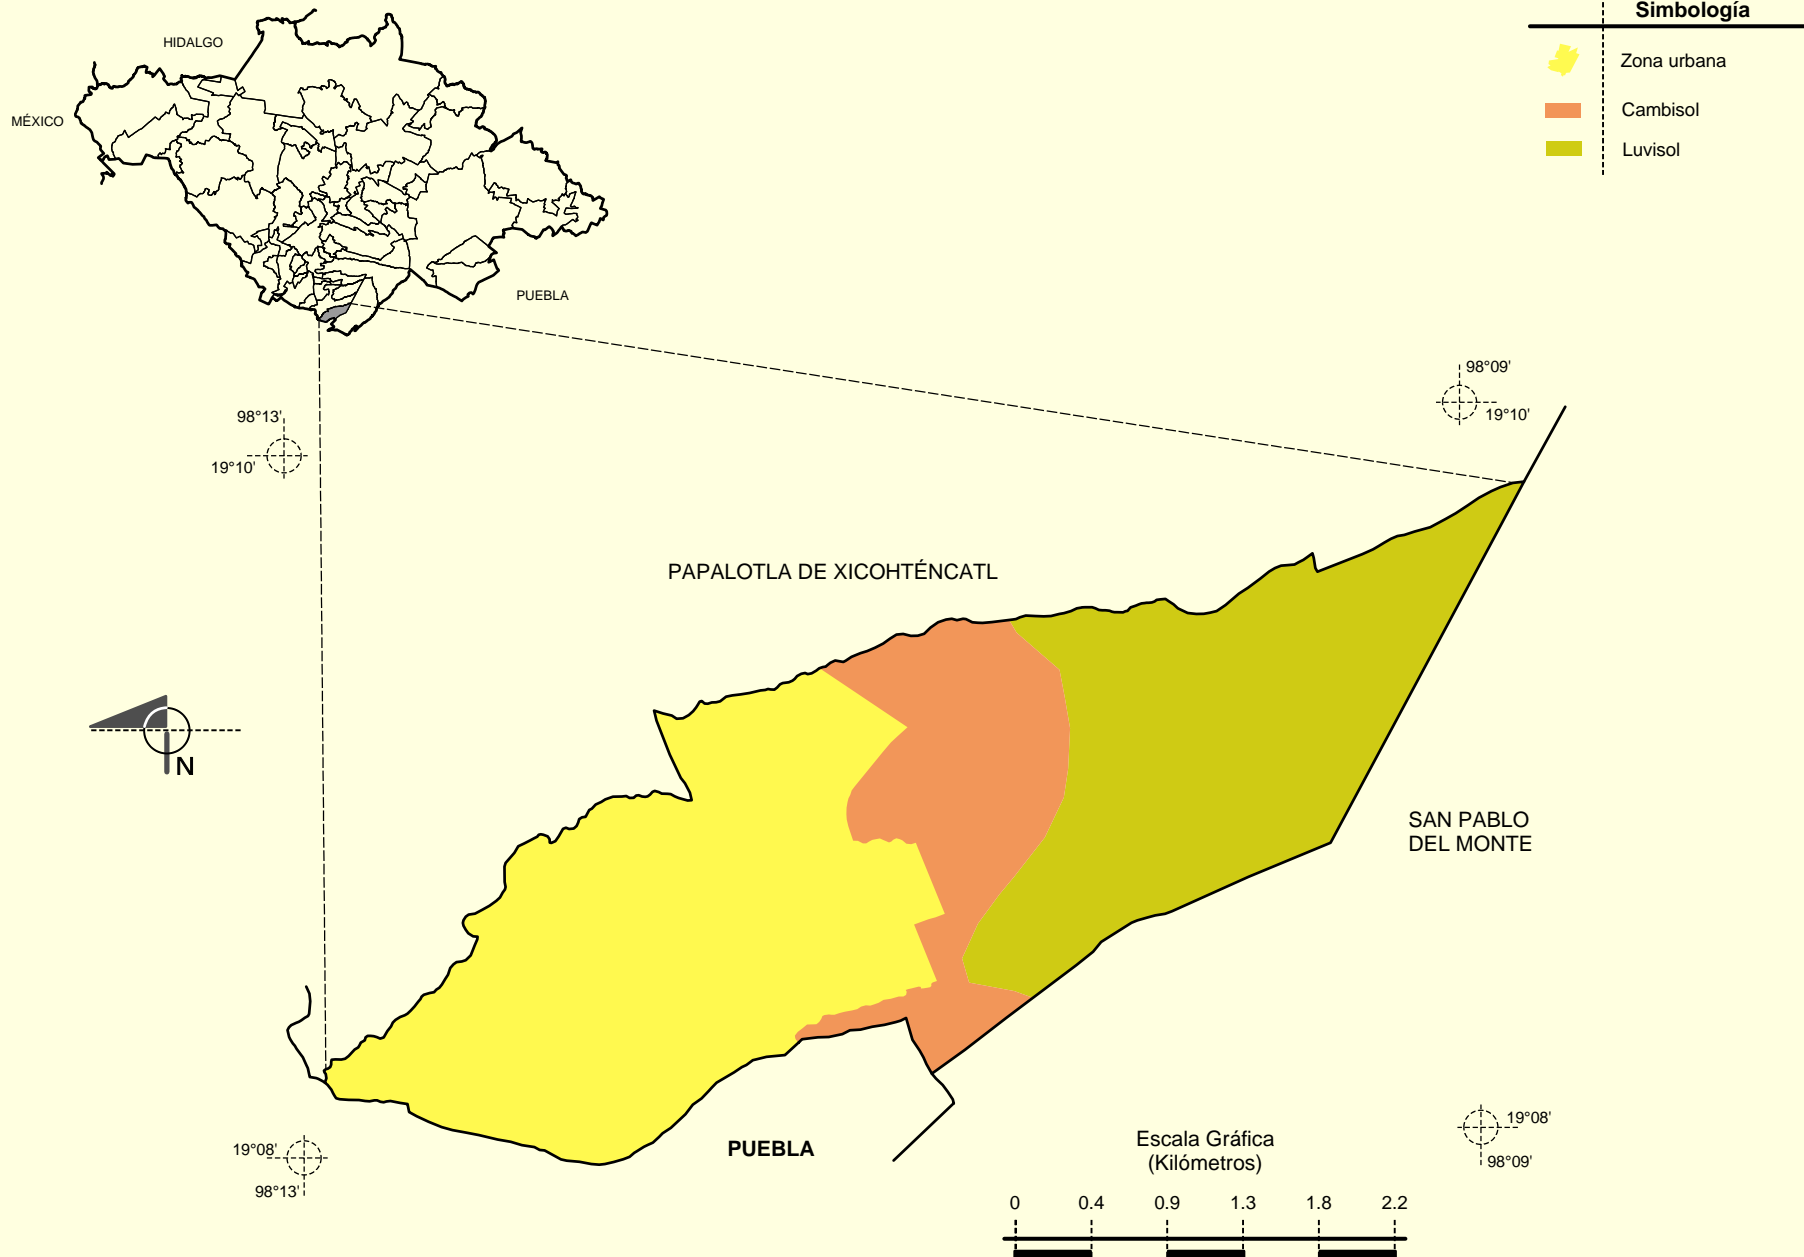 Simbología
HIDALGO
Zona urbana
MÉXICO
Cambisol
Luvisol
PUEBLA
98°09'
19°10'
98°13'
19°10'
PAPALOTLA DE XICOHTÉNCATL
N
SAN PABLO
DEL MONTE
PUEBLA
19°08'
98°13'
19°08'
98°09'
Escala Gráfica
(Kilómetros)
0 0.4 0.9 1.3 1.8 2.2